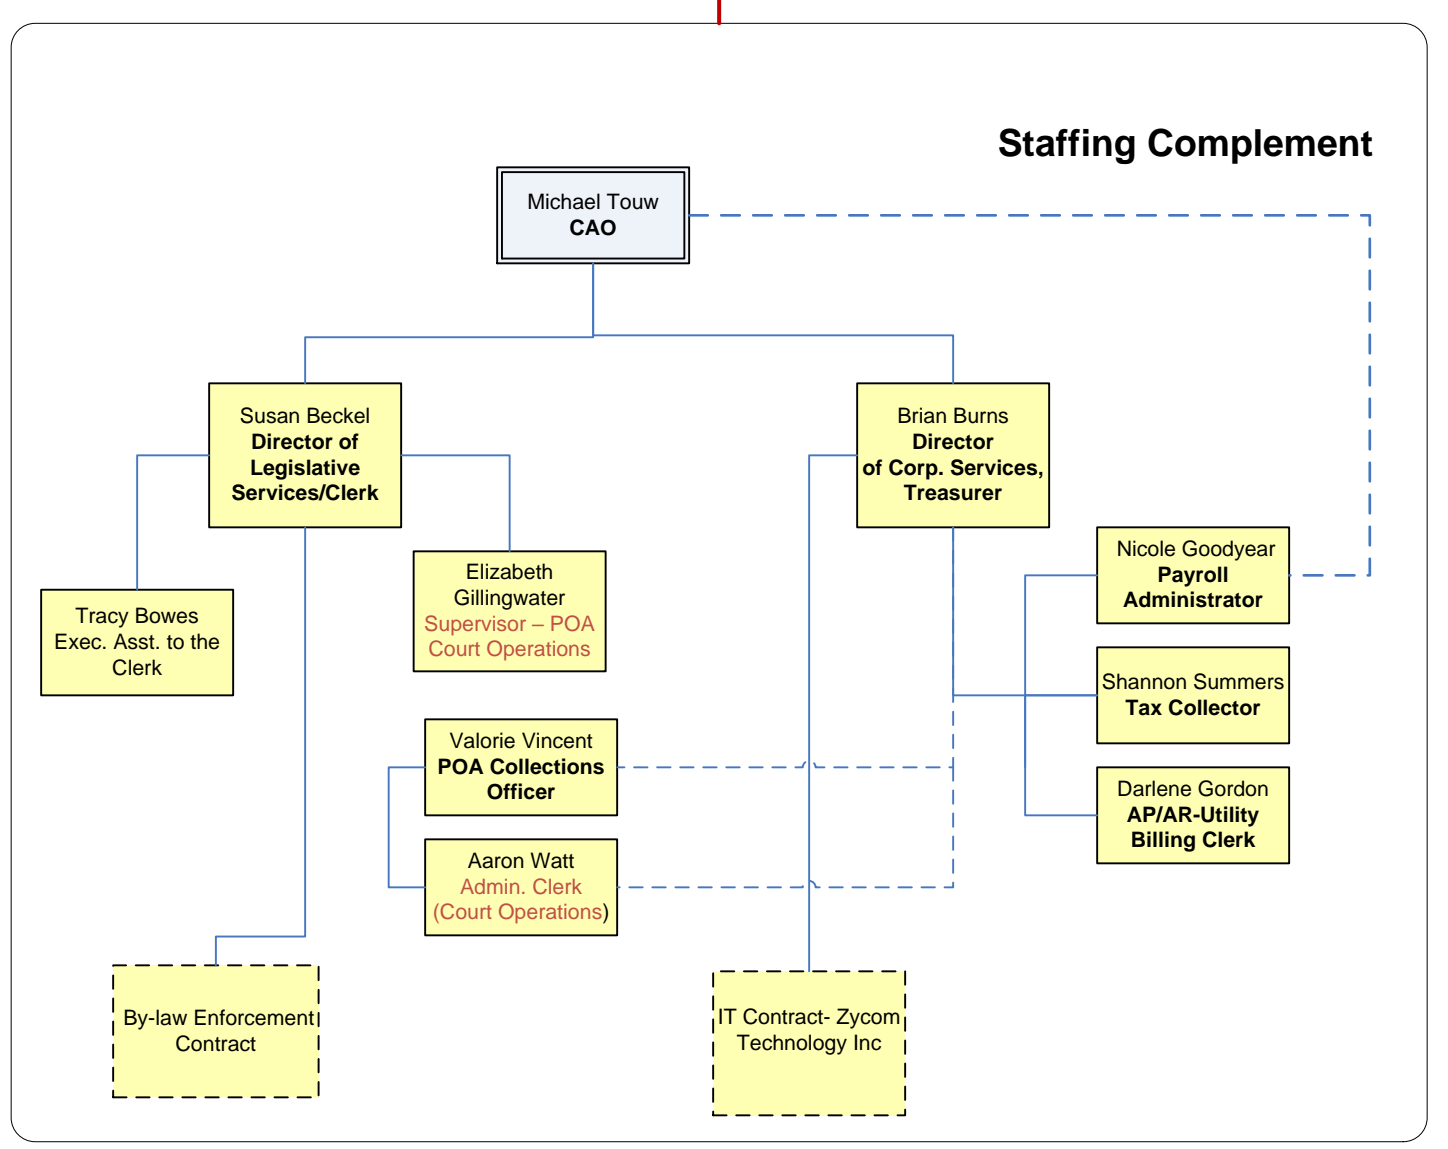 Staffing Complement
Michael Touw
CAO
Susan Beckel
Director of
Legislative
Services/Clerk
Brian Burns
Director
of Corp. Services,
Treasurer
Tracy Bowes
Exec. Asst. to the
Clerk
Elizabeth
Gillingwater
Supervisor – POA
Court Operations
Nicole Goodyear
Payroll
Administrator
Shannon Summers
Tax Collector
Valorie Vincent
POA Collections
Officer
Darlene Gordon
AP/AR-Utility
Billing Clerk
Aaron Watt
Admin. Clerk
(Court Operations)
By-law Enforcement
Contract
IT Contract- Zycom
Technology Inc